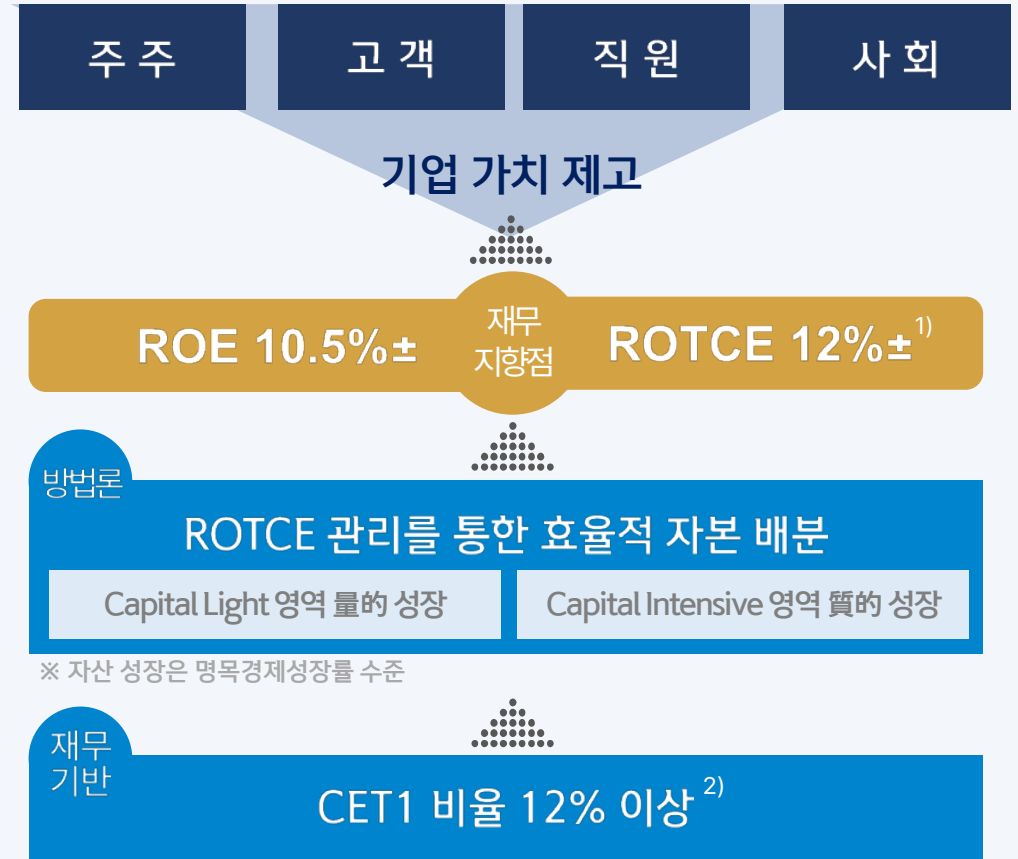 주주 고객 직원 사회
기업 가치 제고
ROE 10.5%±
재무
지향점
ROTCE 12%± 1)
방법론
ROTCE 관리를 통한 효율적 자본 배분
Capital Light 영역 量的 성장
Capital Intensive 영역 質的 성장
※ 자산 성장은 명목경제성장률 수준
재무
기반
CET1 비율 12% 이상 2)